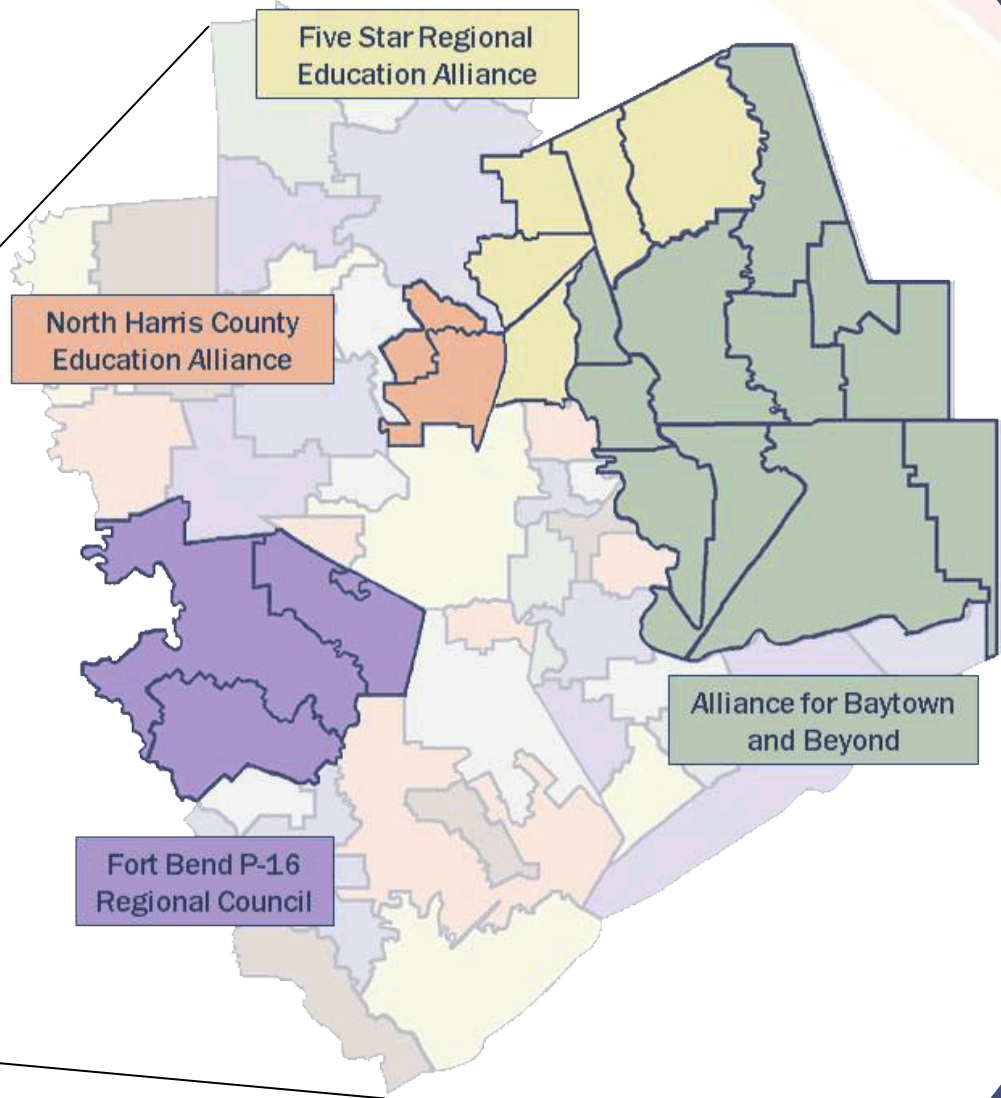 Five Star Regional
Education Alliance
North Harris County
Education Alliance
Alliance for Baytown
and Beyond
Fort Bend P-16
Regional Council